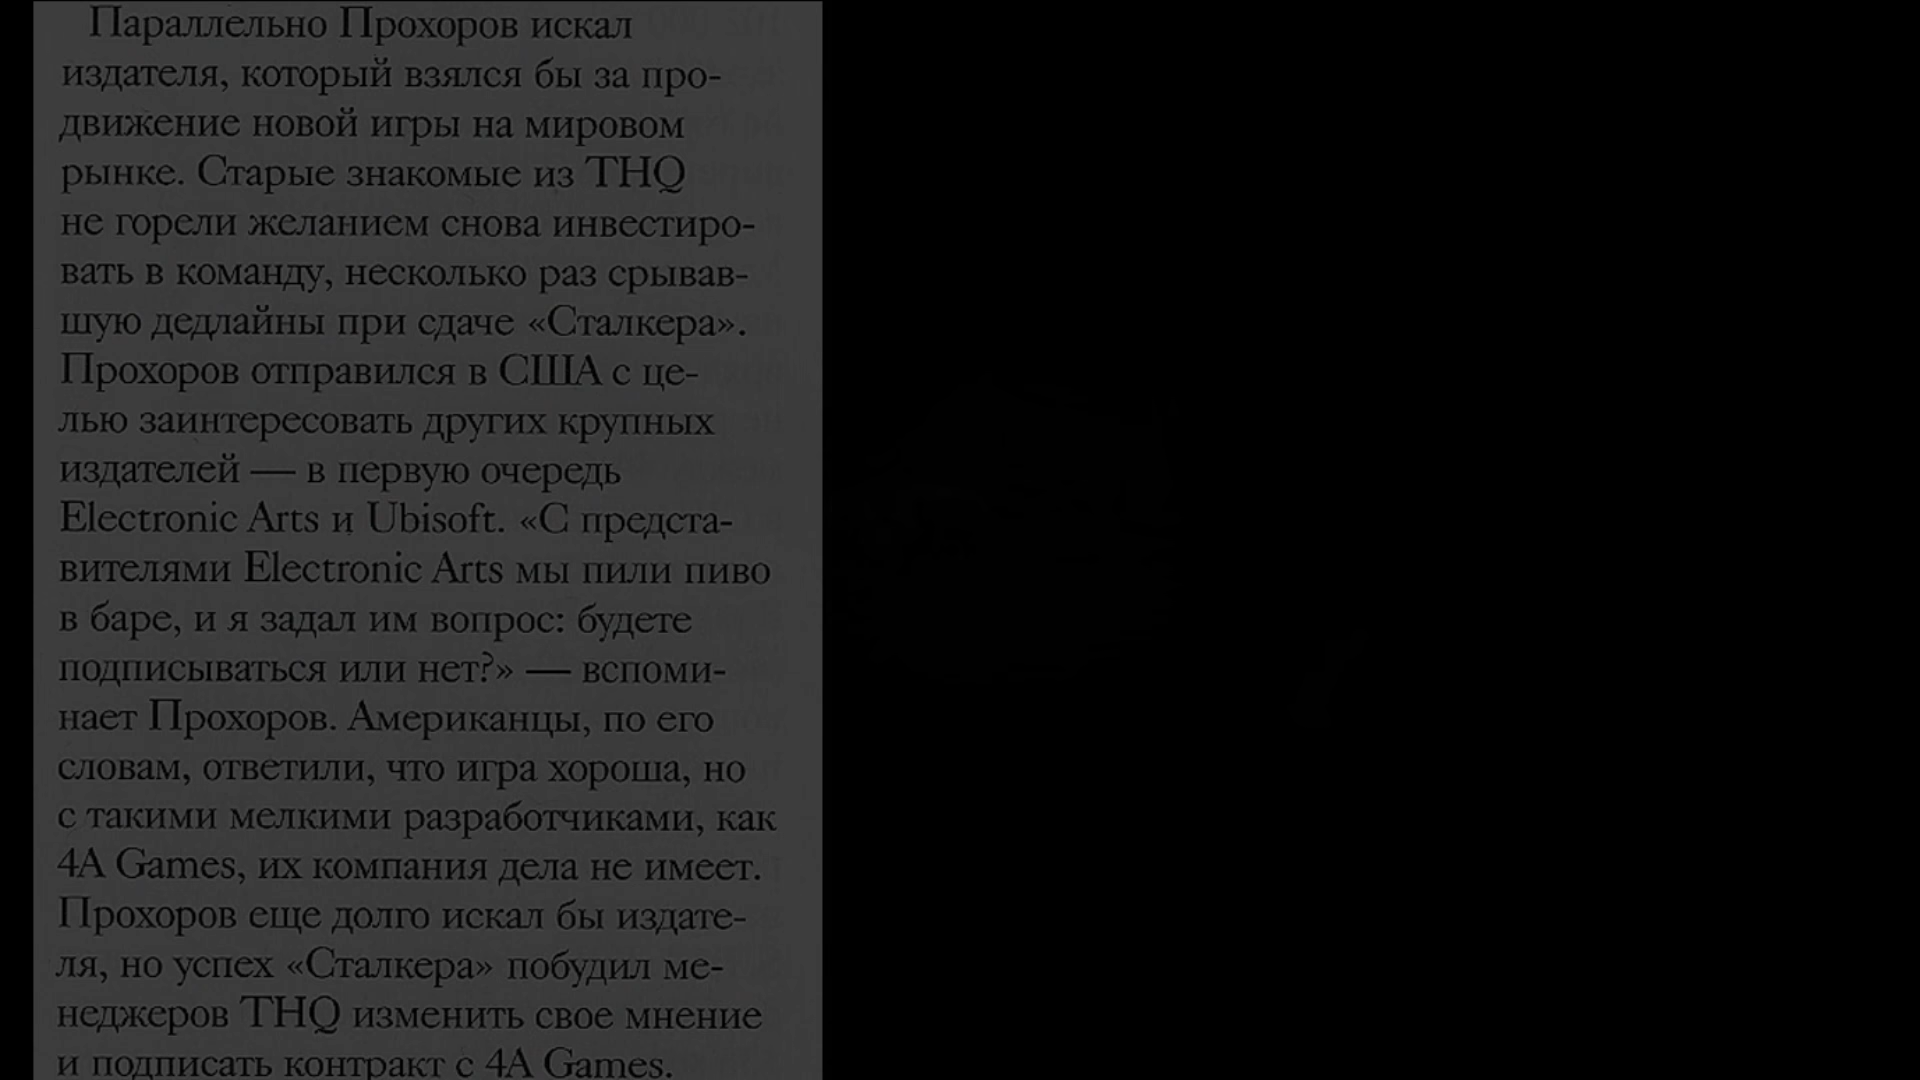 Параллельно Прохоров искал
издателя, который взялся бы за про-
движение новой игры на мировом
рынке. Старые знакомые из THQ
не горели желанием снова инвестиро-
вать в команду, несколько раз срывав-
шую дедлайны при сдаче «Сталкера».
Прохоров отправился в США с це-
лью заинтересовать других крупных
издателей — в первую очередь
Electronic Arts и Ubisoft. «С предста-
вителями Electronic Arts мы пили пиво
в баре, и я задал им вопрос: будете
подписываться или нет?» — вспоми-
нает Прохоров. Американцы, по его
словам, ответили, что игра хороша, но
с такими мелкими разработчиками, как
4A Games, их компания дела не имеет.
Прохоров еще долго искал бы издате-
ля, но успех «Сталкера» побудил ме-
неджеров THQ изменить свое мнение
и подписать контракт с 4A Games.